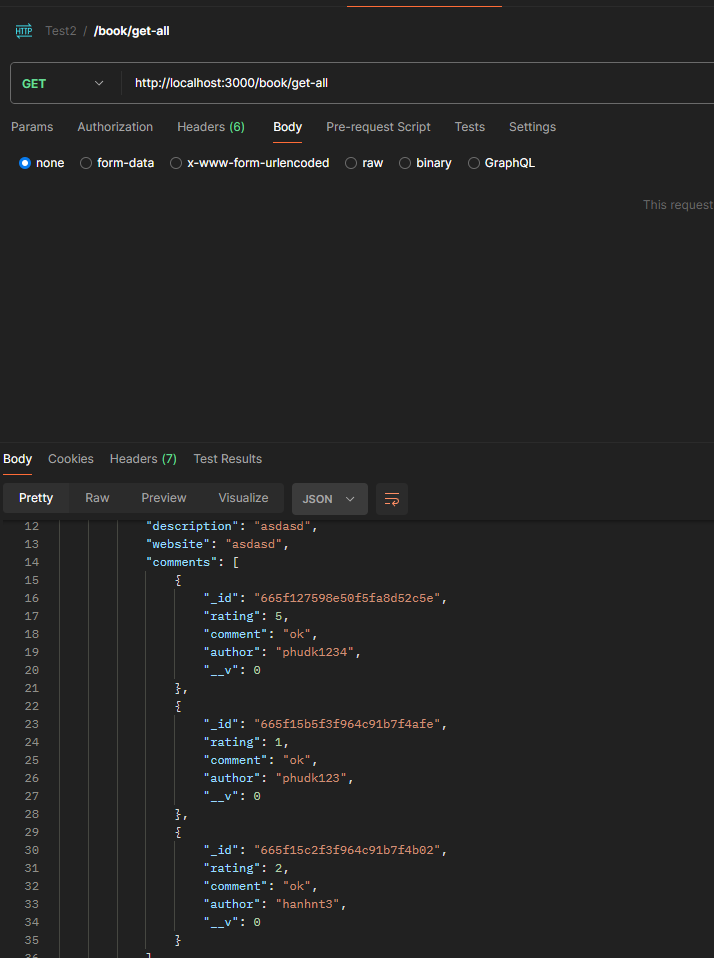 HTTP Test2 / /book/get-all
GET http://localhost:3000/book/get-all
Params Authorization Headers (6) Body Pre-request Script Tests Settings
none form-data x-www-form-urlencoded raw binary GraphQL
This request
Body Cookies Headers (7) Test Results
Pretty Raw Preview Visualize JSON
12 "description": "asdasd",
13 "website": "asdasd",
14 "comments": [
15 {
16 "_id": "665f127598e50f5fa8d52c5e",
17 "rating": 5,
18 "comment": "ok",
19 "author": "phudk1234",
20 "__v": 0
21 },
22 {
23 "_id": "665f15b5f3f964c91b7f4afe",
24 "rating": 1,
25 "comment": "ok",
26 "author": "phudk123",
27 "__v": 0
28 },
29 {
30 "_id": "665f15c2f3f964c91b7f4b02",
31 "rating": 2,
32 "comment": "ok",
33 "author": "hanhnt3",
34 "__v": 0
35 }
36 ]